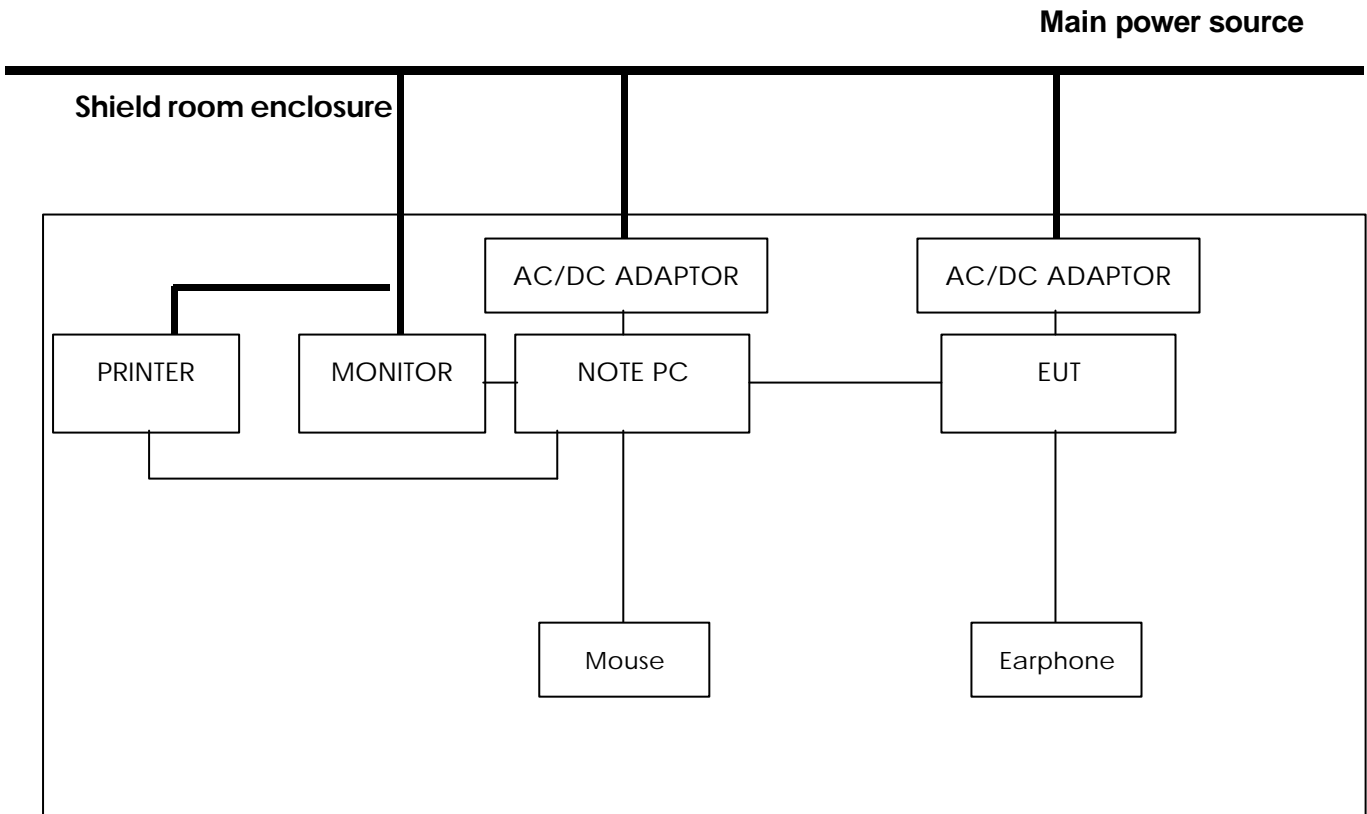 Main power source
Shield room enclosure
AC/DC ADAPTOR
AC/DC ADAPTOR
PRINTER
MONITOR
NOTE PC
EUT
Mouse
Earphone